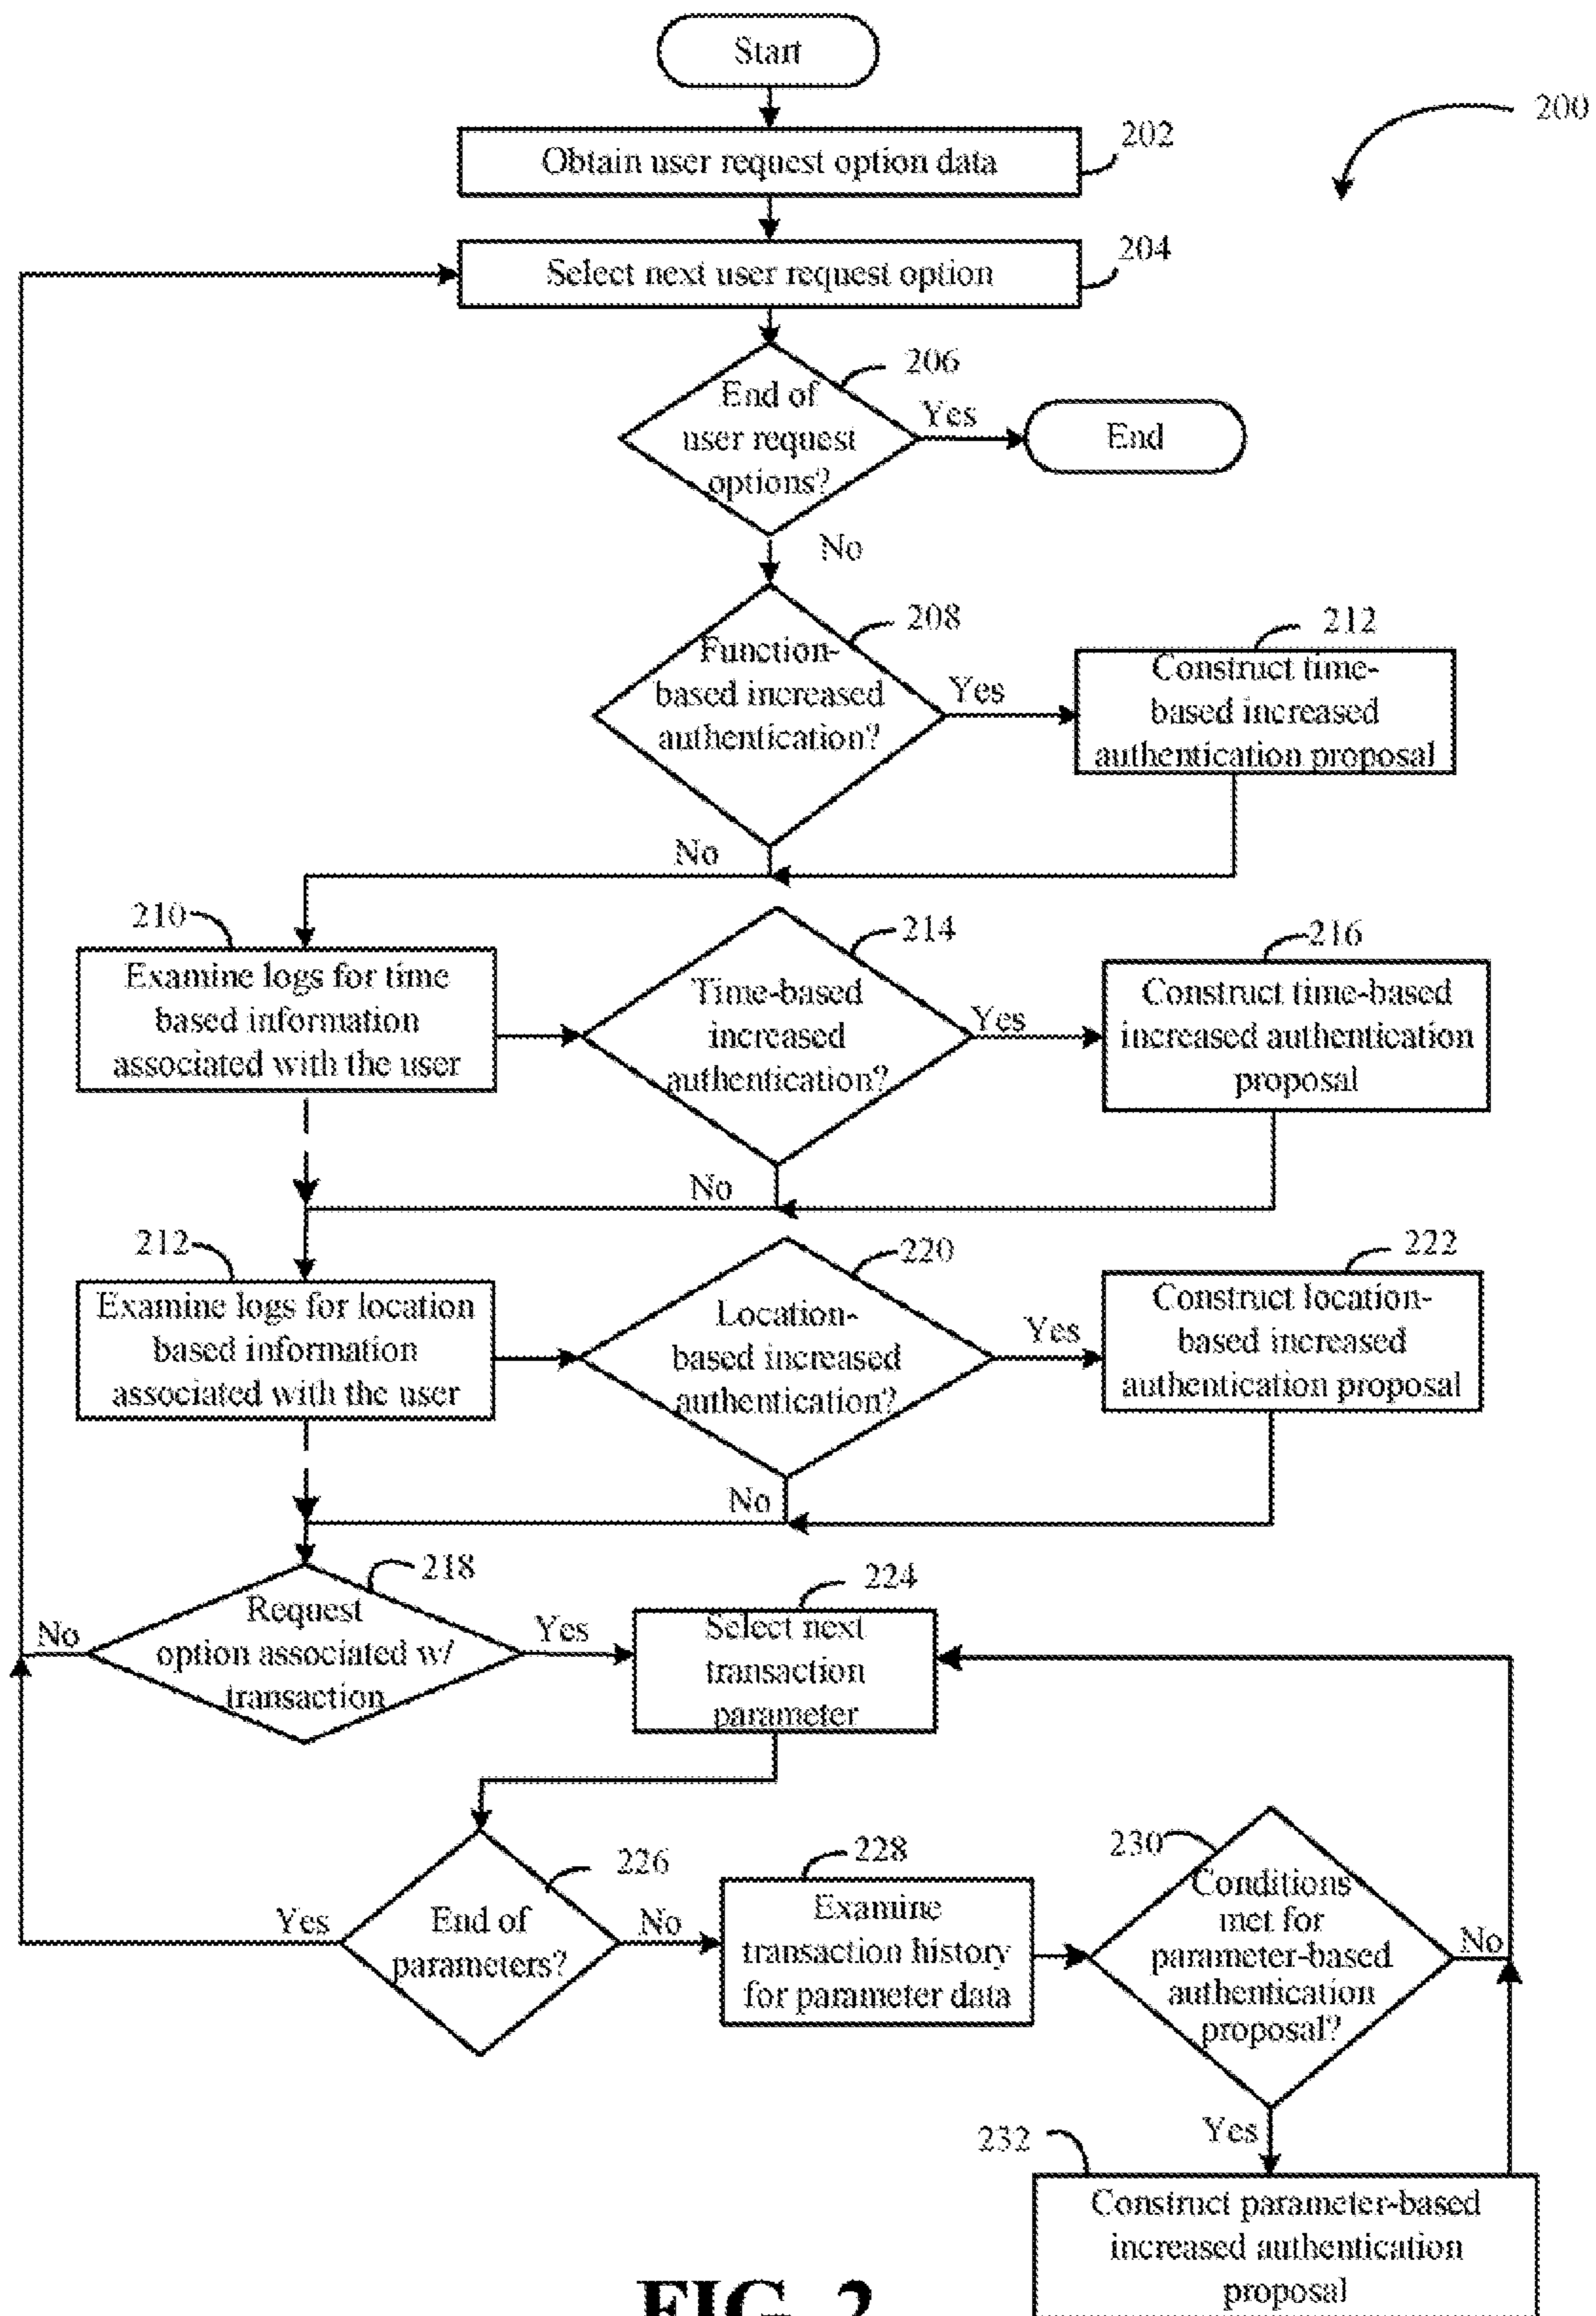 Start
200
202
Obtain user request option data
204
Select next user request option
206
End of
user request
options?
Yes
End
No
208
Function-
based increased
authentication?
Yes
212
Construct time-
based increased
authentication proposal
No
210
Examine logs for time
based information
associated with the user
214
Time-based
increased
authentication?
Yes
216
Construct time-based
increased authentication
proposal
No
212
Examine logs for location
based information
associated with the user
220
Location-
based increased
authentication?
Yes
222
Construct location-
based increased
authentication proposal
No
218
Request
option associated w/
transaction
No
Yes
224
Select next
transaction
parameter
226
End of
parameters?
Yes
No
228
Examine
transaction history
for parameter data
230
Conditions
met for
parameter-based
authentication
proposal?
No
Yes
232
Construct parameter-based
increased authentication
proposal
FIG. 2